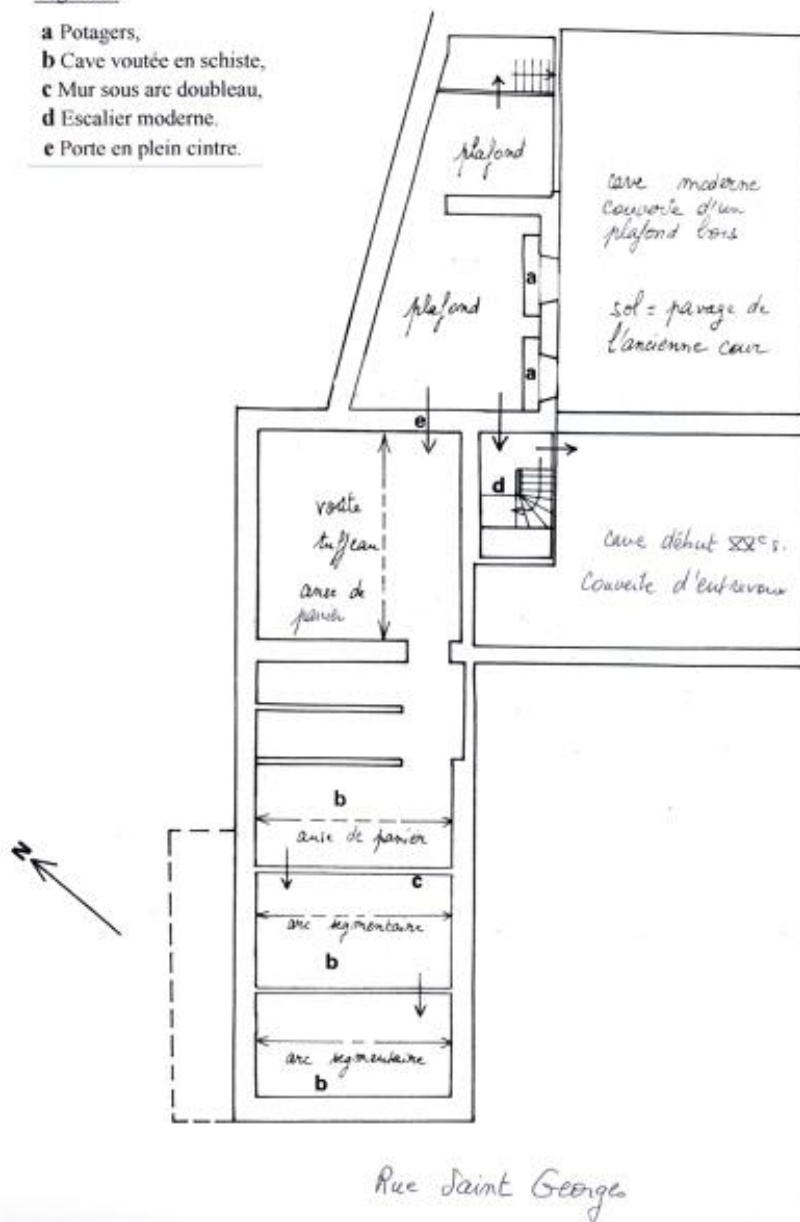 a Potagers,
b Cave voutée en schiste,
c Mur sous arc doubleau,
d Escalier moderne.
e Porte en plein cintre.
plafond
cave moderne
couverte d'un
plafond bois
sol = pavage de
l'ancienne cour
plafond
a
a
e
d
voûte
tuffeau
anse de
panier
cave début XXe s.
Couverte d'entrevous
b
anse de panier
c
arc segmentaire
b
arc segmentaire
b
N
Rue Saint Georges